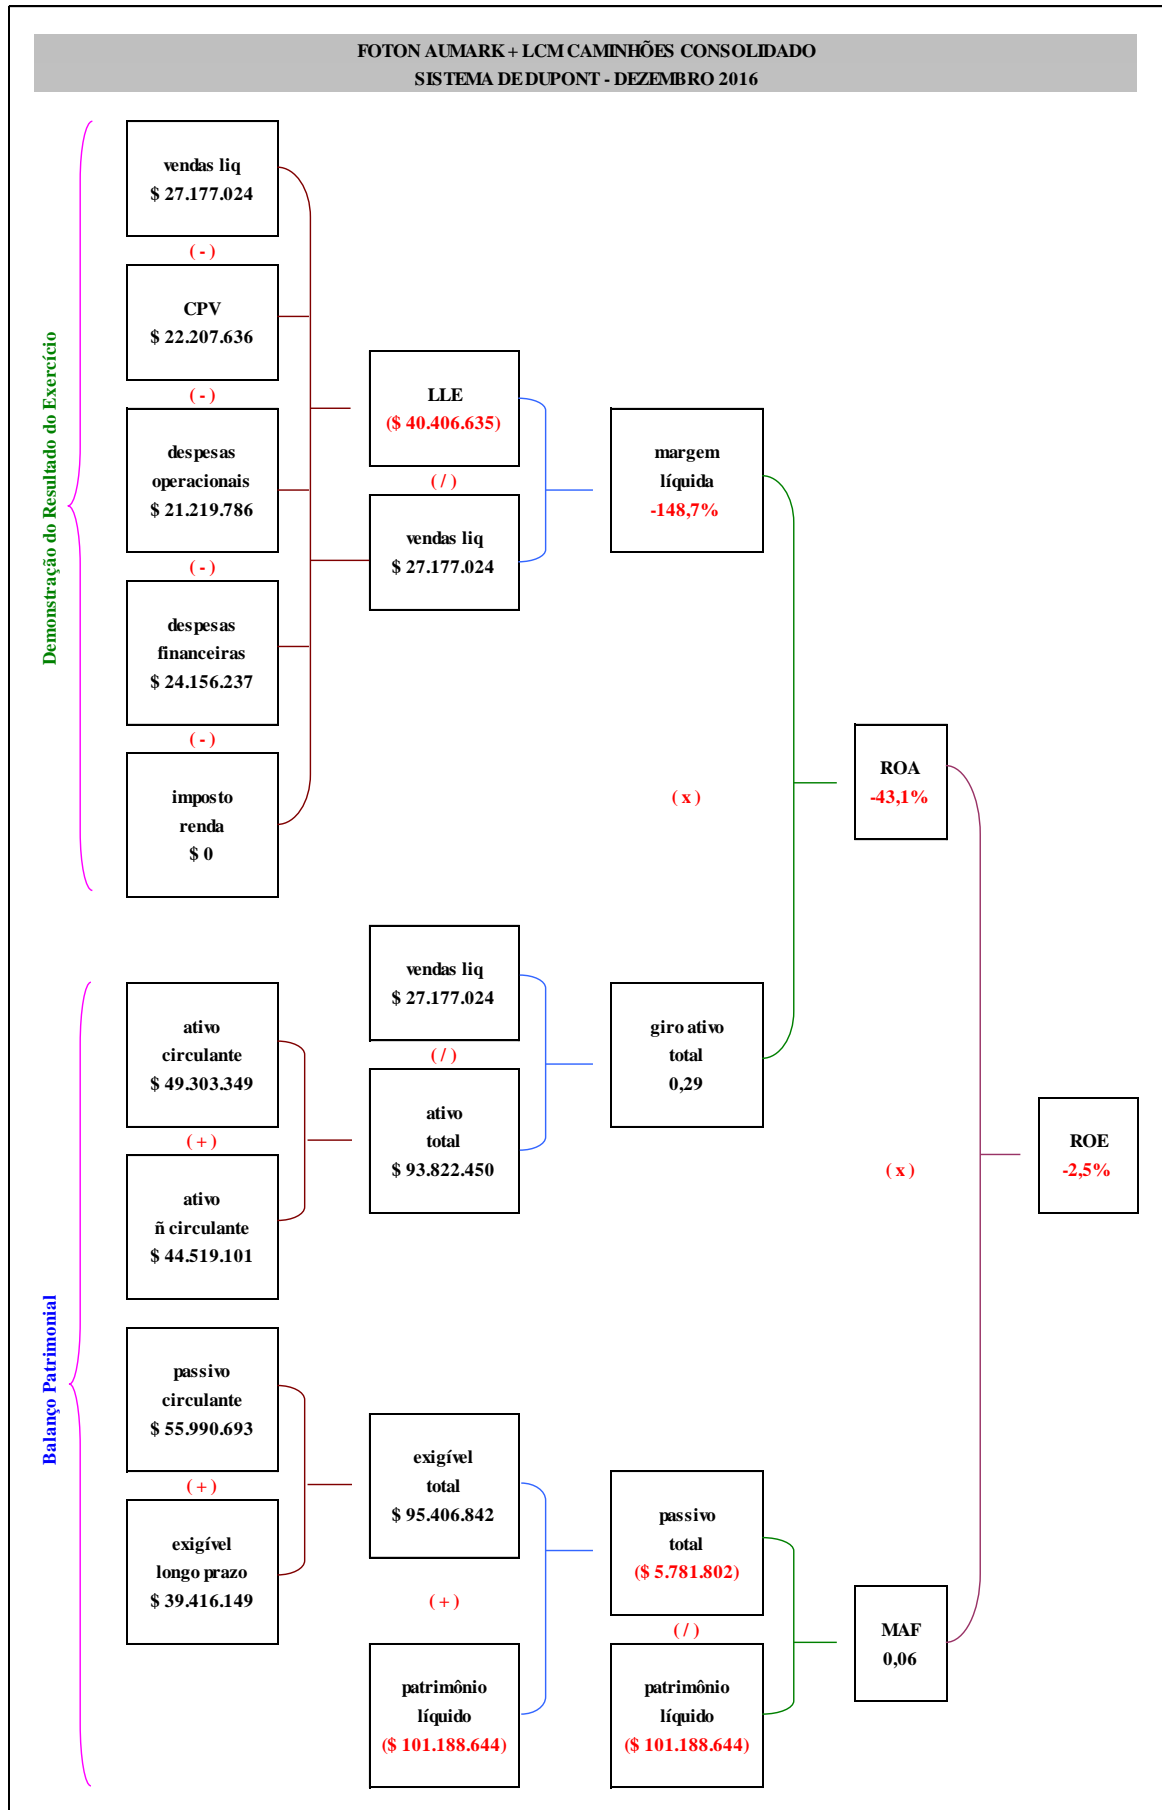 FOTON AUMARK + LCM CAMINHÕES CONSOLIDADO
SISTEMA DE DUPONT - DEZEMBRO 2016
Demonstração do Resultado do Exercício
vendas liq
$ 27.177.024
( - )
CPV
$ 22.207.636
( - )
despesas
operacionais
$ 21.219.786
( - )
despesas
financeiras
$ 24.156.237
( - )
imposto
renda
$ 0
LLE
($ 40.406.635)
( / )
vendas liq
$ 27.177.024
margem
líquida
-148,7%
( x )
ROA
-43,1%
Balanço Patrimonial
ativo
circulante
$ 49.303.349
( + )
ativo
ñ circulante
$ 44.519.101
vendas liq
$ 27.177.024
( / )
ativo
total
$ 93.822.450
giro ativo
total
0,29
( x )
ROE
-2,5%
passivo
circulante
$ 55.990.693
( + )
exigível
longo prazo
$ 39.416.149
exigível
total
$ 95.406.842
( + )
patrimônio
líquido
($ 101.188.644)
passivo
total
($ 5.781.802)
( / )
patrimônio
líquido
($ 101.188.644)
MAF
0,06